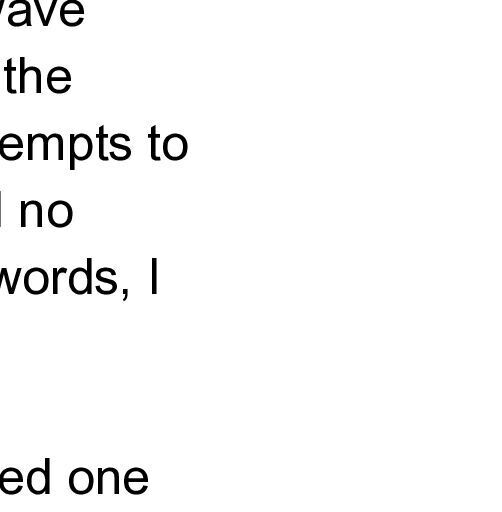 ave
the
empts to
no
words, I
ed one